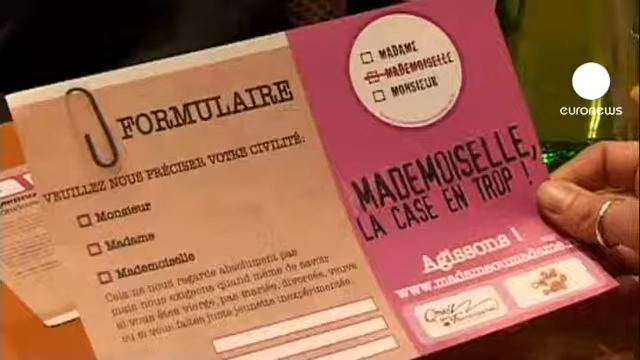 FORMULAIRE
VEUILLEZ NOUS PRÉCISER VOTRE CIVILITÉ:
Monsieur
Madame
Mademoiselle
Cela ne nous regarde absolument pas
mais nous exigeons quand même de savoir
si vous êtes vierge, pas mariée, divorcée, veuve
ou si vous faites juste jeunette inexpérimentée.
MADAME
MADEMOISELLE
MONSIEUR
MADEMOISELLE,
LA CASE EN TROP !
Agissons !
www.madameoumadame
euronews